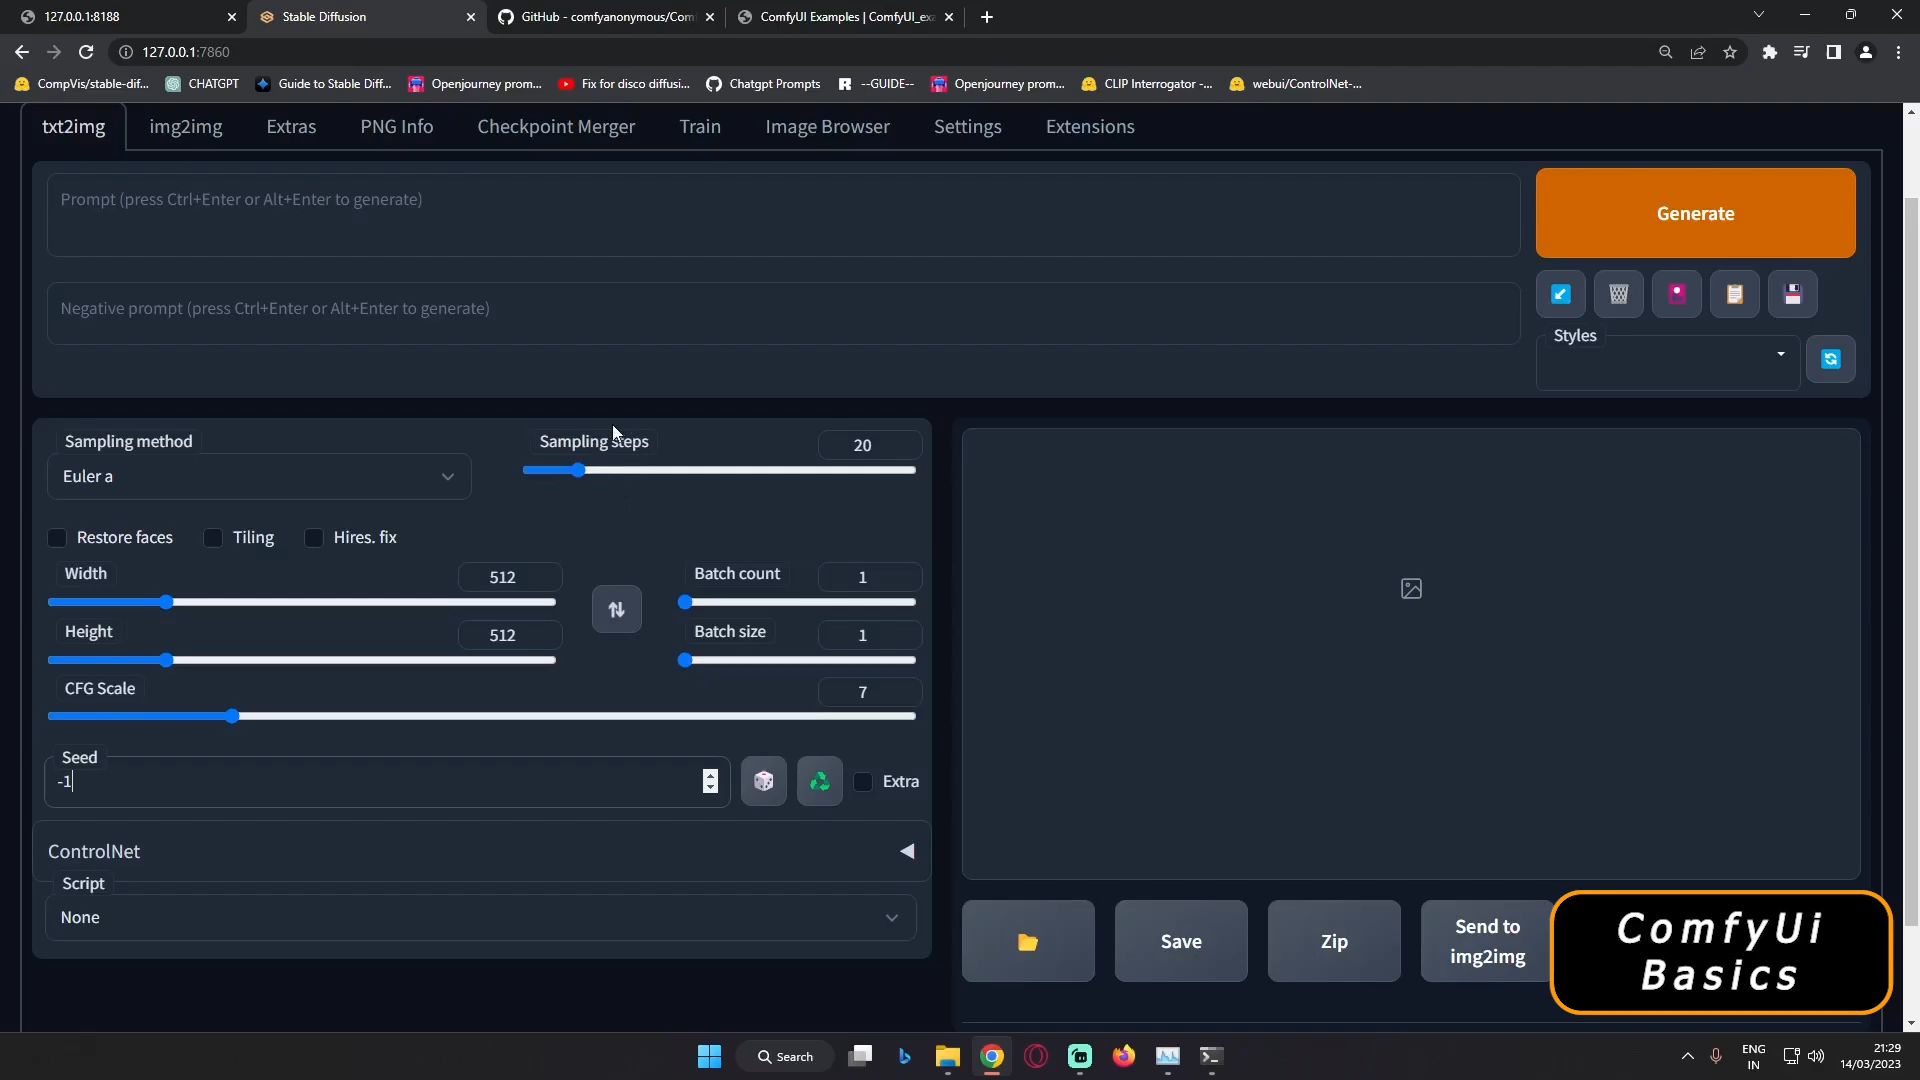 127.0.0.1:8188
Stable Diffusion
GitHub - comfyanonymous/Com
ComfyUI Examples | ComfyUI_exa
127.0.0.1:7860
CompVis/stable-dif...
CHATGPT
Guide to Stable Diff...
Openjourney prom...
Fix for disco diffusi...
Chatgpt Prompts
--GUIDE--
Openjourney prom...
CLIP Interrogator -...
webui/ControlNet-...
txt2img
img2img
Extras
PNG Info
Checkpoint Merger
Train
Image Browser
Settings
Extensions
Prompt (press Ctrl+Enter or Alt+Enter to generate)
Generate
Negative prompt (press Ctrl+Enter or Alt+Enter to generate)
Styles
Sampling method
Euler a
Sampling steps
20
Restore faces
Tiling
Hires. fix
Width
512
Batch count
1
Height
512
Batch size
1
CFG Scale
7
Seed
-1
Extra
ControlNet
Script
None
Save
Zip
Send to
img2img
ComfyUi
Basics
Search
ENG
IN
21:29
14/03/2023